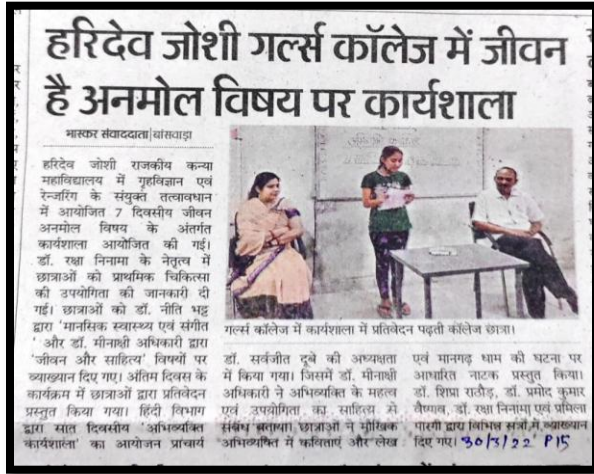 हरिदेव जोशी गर्ल्स कॉलेज में जीवन
है अनमोल विषय पर कार्यशाला
भास्कर संवाददाता|बांसवाड़ा
हरिदेव जोशी राजकीय कन्या
महाविद्यालय में गृहविज्ञान एवं
रेन्जरिंग के संयुक्त तत्वावधान
में आयोजित 7 दिवसीय जीवन
अनमोल विषय के अंतर्गत
कार्यशाला आयोजित की गई।
डॉ. रक्षा निनामा के नेतृत्व में
छात्राओं को प्राथमिक चिकित्सा
की उपयोगिता की जानकारी दी
गई। छात्राओं को डॉ. नीति भट्ट
द्वारा 'मानसिक स्वास्थ्य एवं संगीत
' और डॉ. मीनाक्षी अधिकारी द्वारा
'जीवन और साहित्य' विषयों पर
व्याख्यान दिए गए। अंतिम दिवस के
कार्यक्रम में छात्राओं द्वारा प्रतिवेदन
प्रस्तुत किया गया। हिंदी विभाग
द्वारा सात दिवसीय 'अभिव्यक्ति
कार्यशाला' का आयोजन प्राचार्य
गर्ल्स कॉलेज में कार्यशाला में प्रतिवेदन पढ़ती कॉलेज छात्रा।
डॉ. सर्वजीत दूबे की अध्यक्षता
में किया गया। जिसमें डॉ. मीनाक्षी
अधिकारी ने अभिव्यक्ति के महत्व
एवं उपयोगिता का साहित्य से
संबंध बताया। छात्राओं ने मौखिक
अभिव्यक्ति में कविताएं और लेख
एवं मानगढ़ धाम की घटना पर
आधारित नाटक प्रस्तुत किया।
डॉ. शिप्रा राठौड़, डॉ. प्रमोद कुमार
वैष्णव, डॉ. रक्षा निनामा एवं प्रमिला
पारगी द्वारा विभिन्न सत्रों में व्याख्यान
दिए गए। 30/3/22 P15